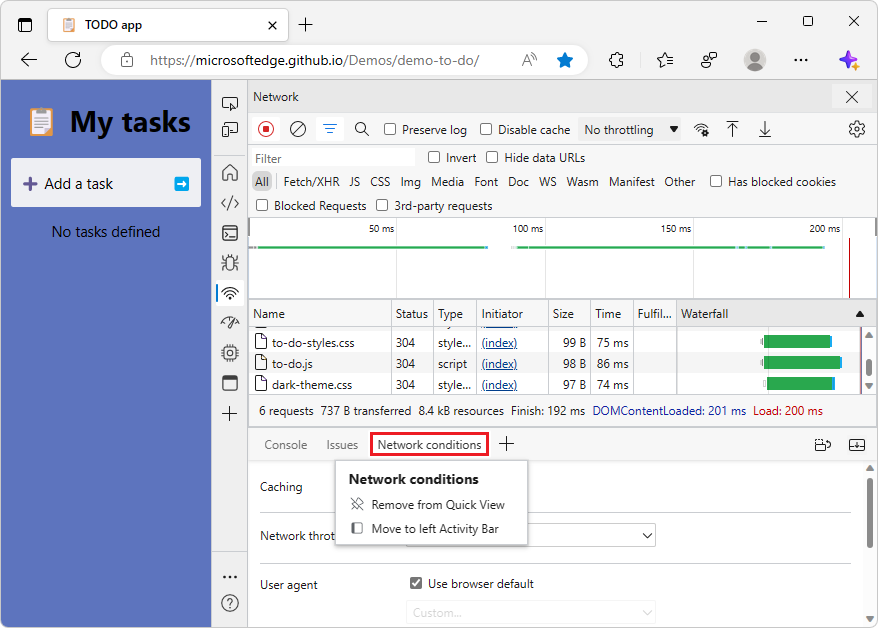 TODO app
https://microsoftedge.github.io/Demos/demo-to-do/
My tasks
Add a task
No tasks defined
Network
Preserve log Disable cache No throttling
Filter Invert Hide data URLs
All Fetch/XHR JS CSS Img Media Font Doc WS Wasm Manifest Other Has blocked cookies
Blocked Requests 3rd-party requests
50 ms 100 ms 150 ms 200 ms
Name Status Type Initiator Size Time Fulfil... Waterfall
to-do-styles.css 304 style... (index) 99 B 75 ms
to-do.js 304 script (index) 98 B 86 ms
dark-theme.css 304 style... (index) 97 B 74 ms
6 requests 737 B transferred 8.4 kB resources Finish: 192 ms DOMContentLoaded: 201 ms Load: 200 ms
Console Issues Network conditions
Network conditions
Remove from Quick View
Move to left Activity Bar
Caching
Network throt
User agent Use browser default
Custom...